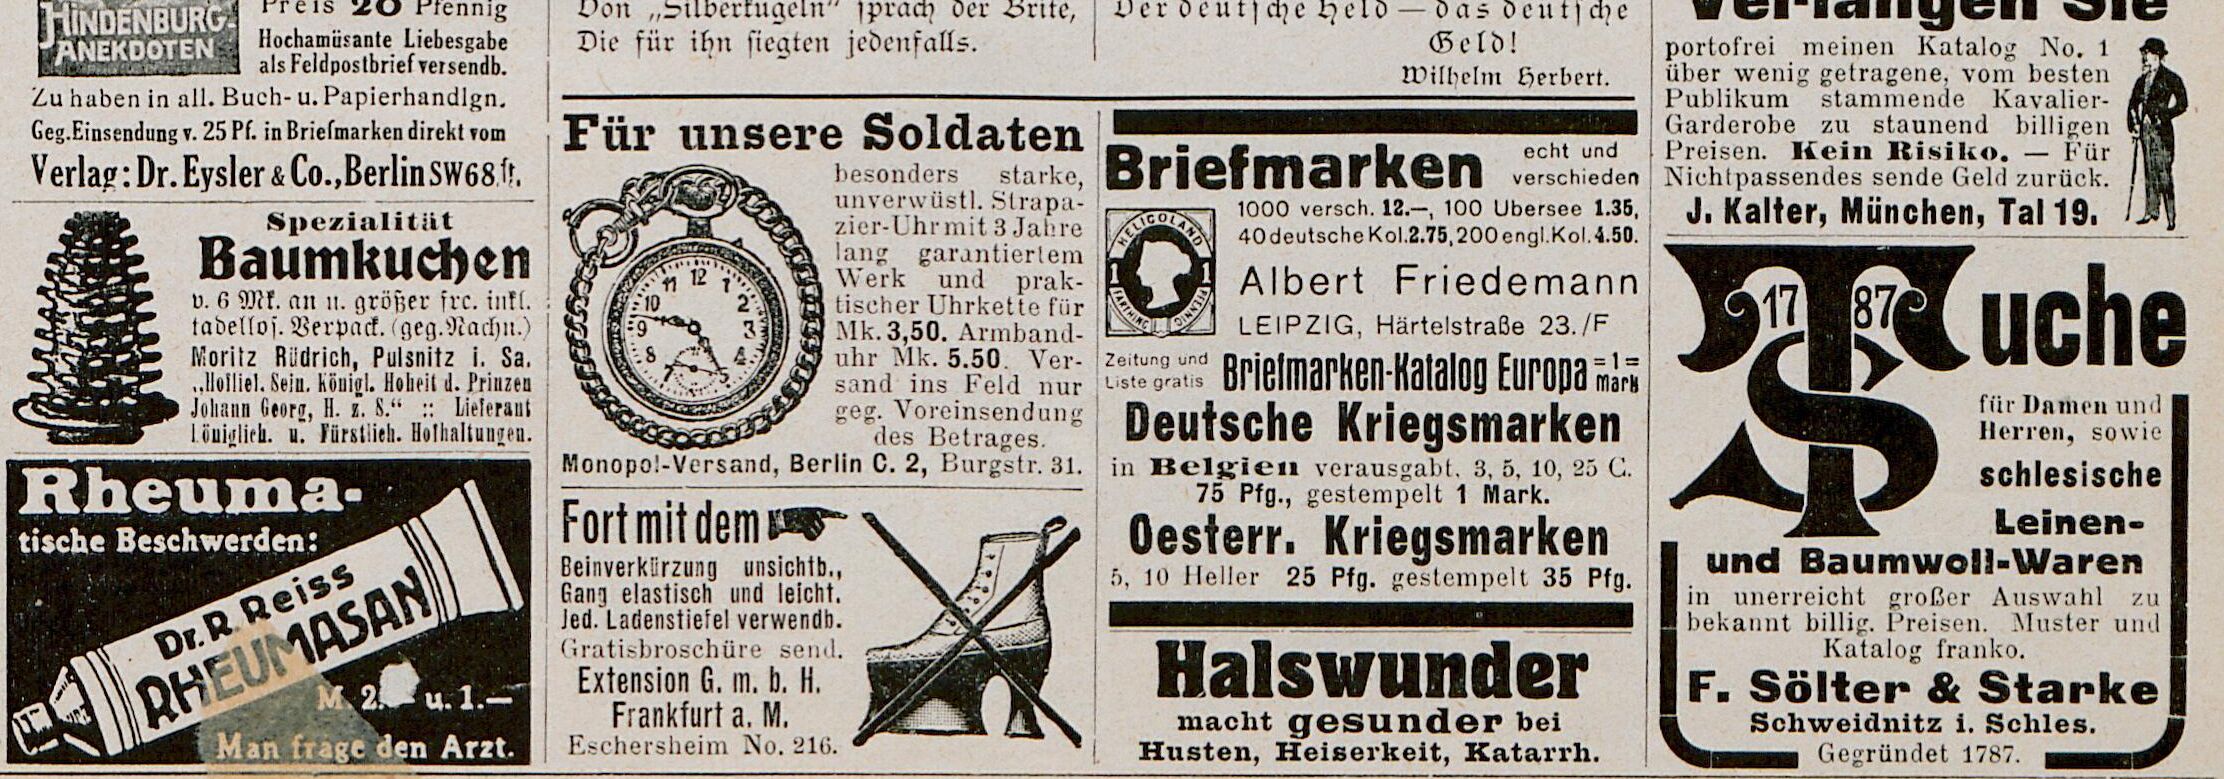 HINDENBURG-
ANEKDOTEN
Preis 20 Pfennig
Hochamüsante Liebesgabe
als Feldpostbrief versendb.
Zu haben in all. Buch- u. Papierhandlgn.
Geg. Einsendung v. 25 Pf. in Briefmarken direkt vom
Verlag: Dr. Eysler & Co., Berlin SW 68.
Spezialität
Baumkuchen
v. 6 Mk. an u. größer frc. inkl.
tadellos. Verpack. (geg. Nachn.)
Moritz Rüdrich, Pulsnitz i. Sa.
„Hoflief. Sein. Königl. Hoheit d. Prinzen
Johann Georg, H. z. S.“ :: Lieferant
Königlich. u. Fürstlich. Hofhaltungen.
Rheuma-
tische Beschwerden:
Dr. R. Reiss
RHEUMASAN
M. 2.— u. 1.—
Man frage den Arzt.
Don „Silberkugeln“ sprach der Brite,
Die für ihn siegten jedenfalls.
Der deutsche Held — das deutsche
Geld!
Wilhelm Herbert.
Für unsere Soldaten
besonders starke,
unverwüstl. Strapa-
zier-Uhr mit 3 Jahre
lang garantiertem
Werk und prak-
tischer Uhrkette für
Mk. 3,50. Armband-
uhr Mk. 5.50. Ver-
sand ins Feld nur
geg. Voreinsendung
des Betrages.
Monopol-Versand, Berlin C. 2, Burgstr. 31.
Fort mit dem
Beinverkürzung unsichtb.,
Gang elastisch und leicht.
Jed. Ladenstiefel verwendb.
Gratisbroschüre send.
Extension G. m. b. H.
Frankfurt a. M.
Eschersheim No. 216.
Briefmarken echt und
verschieden
1000 versch. 12.—, 100 Übersee 1.35,
40 deutsche Kol. 2.75, 200 engl. Kol. 4.50.
HELIGOLAND
1 1
FARTHING PFENNIG
Albert Friedemann
LEIPZIG, Härtelstraße 23./F
Zeitung und
Liste gratis
Briefmarken-Katalog Europa =1=
Mark
Deutsche Kriegsmarken
in Belgien verausgabt, 3, 5, 10, 25 C.
75 Pfg., gestempelt 1 Mark.
Oesterr. Kriegsmarken
5, 10 Heller 25 Pfg. gestempelt 35 Pfg.
Halswunder
macht gesunder bei
Husten, Heiserkeit, Katarrh.
Verlangen Sie
portofrei meinen Katalog No. 1
über wenig getragene, vom besten
Publikum stammende Kavalier-
Garderobe zu staunend billigen
Preisen. Kein Risiko. — Für
Nichtpassendes sende Geld zurück.
J. Kalter, München, Tal 19.
17 87
Tuche
für Damen und
Herren, sowie
schlesische
Leinen-
und Baumwoll-Waren
in unerreicht großer Auswahl zu
bekannt billig. Preisen. Muster und
Katalog franko.
F. Sölter & Starke
Schweidnitz i. Schles.
Gegründet 1787.